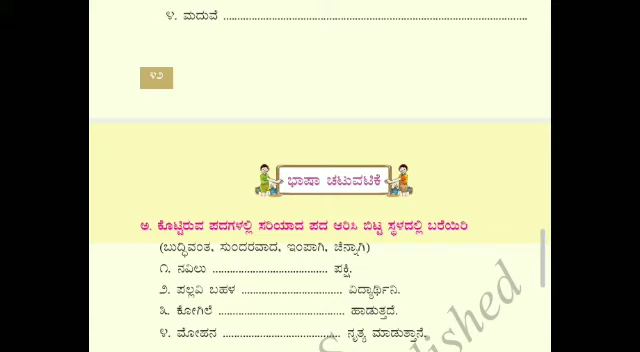 ೪. ಮದುವೆ ........................................................................................
೪೨
ಭಾಷಾ ಚಟುವಟಿಕೆ
ಅ. ಕೊಟ್ಟಿರುವ ಪದಗಳಲ್ಲಿ ಸರಿಯಾದ ಪದ ಆರಿಸಿ ಬಿಟ್ಟ ಸ್ಥಳದಲ್ಲಿ ಬರೆಯಿರಿ
(ಬುದ್ಧಿವಂತ, ಸುಂದರವಾದ, ಇಂಪಾಗಿ, ಚೆನ್ನಾಗಿ)
೧. ನವಿಲು .................................. ಪಕ್ಷಿ.
೨. ಪಲ್ಲವಿ ಬಹಳ .............................. ವಿದ್ಯಾರ್ಥಿನಿ.
೩. ಕೋಗಿಲೆ ..................................... ಹಾಡುತ್ತದೆ.
೪. ಮೋಹನ ................................... ನೃತ್ಯ ಮಾಡುತ್ತಾನೆ.